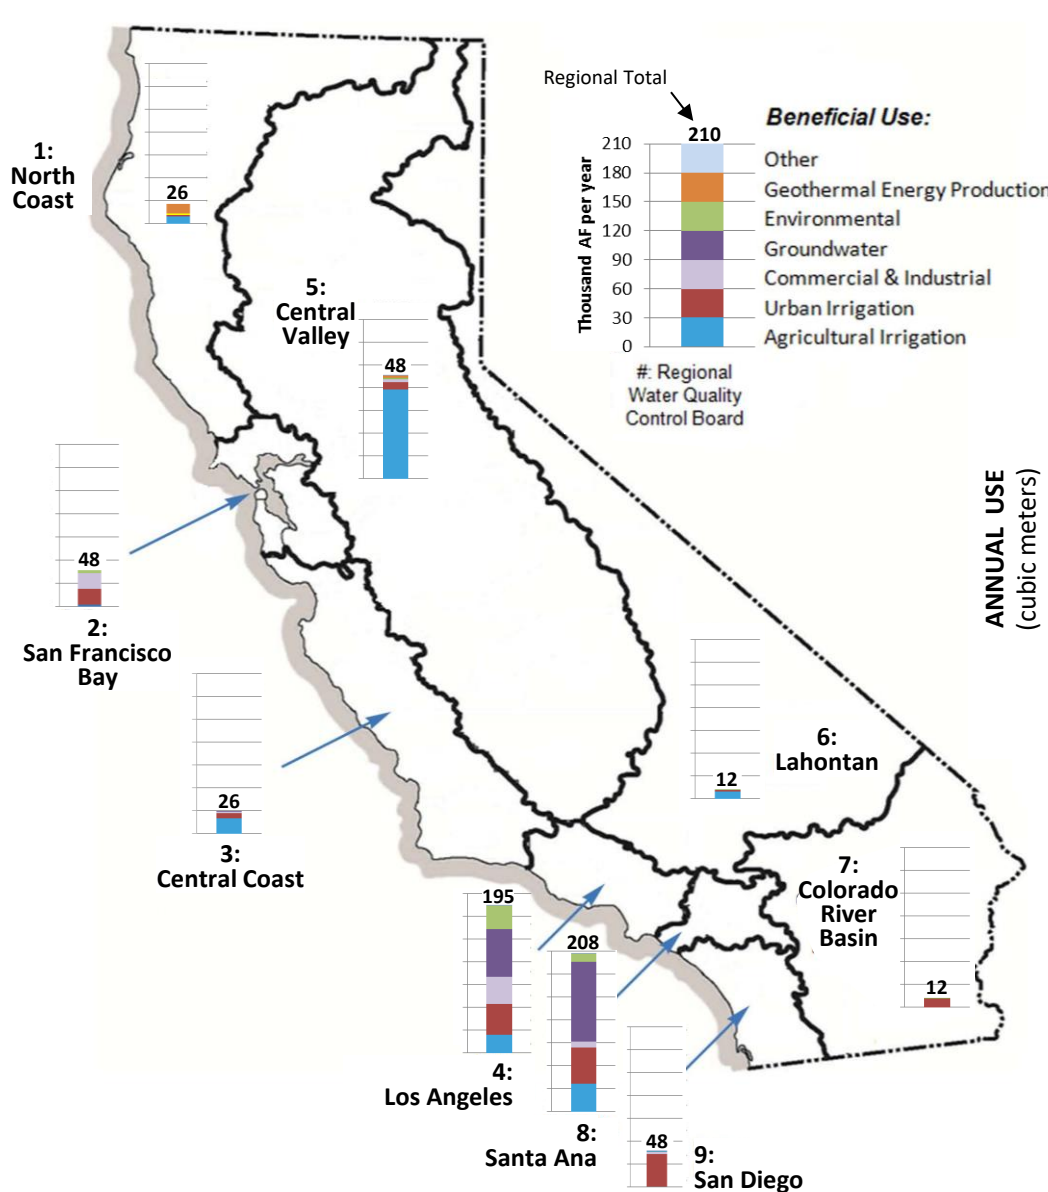 Regional Total
Beneficial Use:
210
210
180
150
120
90
60
30
0
Thousand AF per year
Other
Geothermal Energy Production
Environmental
Groundwater
Commercial & Industrial
Urban Irrigation
Agricultural Irrigation
#: Regional
Water Quality
Control Board
1:
North
Coast
26
5:
Central
Valley
48
ANNUAL USE
(cubic meters)
48
2:
San Francisco
Bay
26
3:
Central Coast
6:
Lahontan
12
7:
Colorado
River
Basin
12
195
4:
Los Angeles
208
8:
Santa Ana
48
9:
San Diego